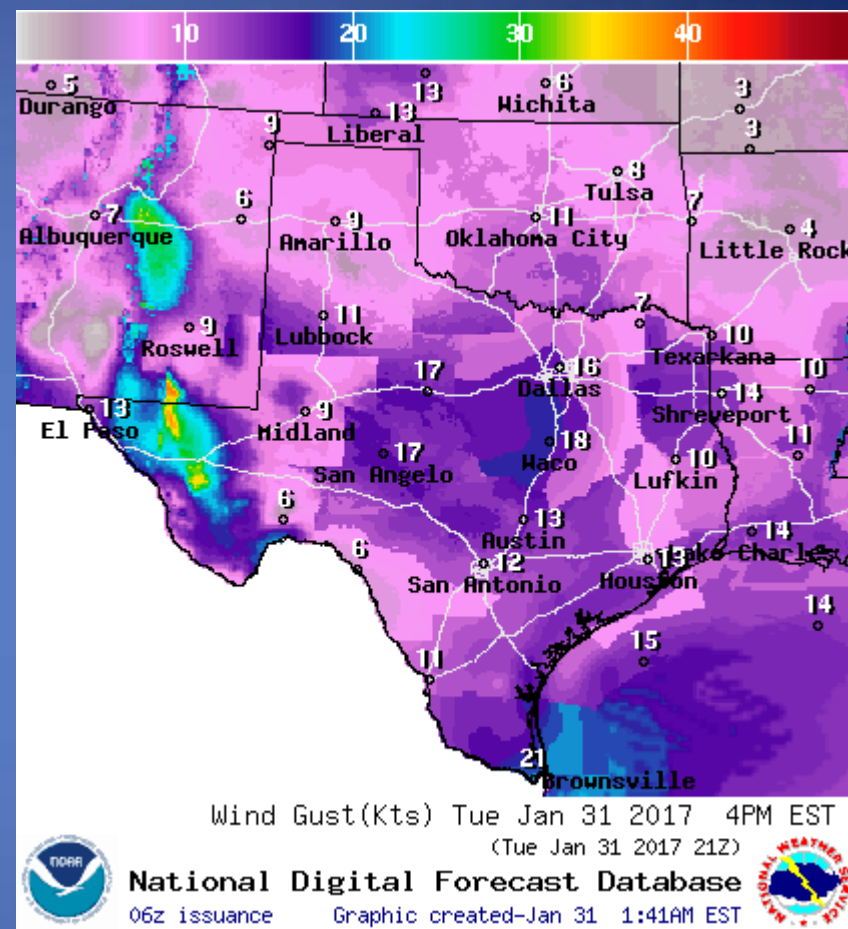 10 20 30 40
5
Durango
13
13
Liberal
6
Wichita
3
3
9
8
Tulsa
7
Albuquerque
6
9
Amarillo
11
Oklahoma City
7
4
Little Rock
9
Roswell
11
Lubbock
7
10
Texarkana
17
16
Dallas
14
Shreveport
10
13
El Paso
9
Midland
17
San Angelo
18
Waco
10
Lufkin
11
6
13
Austin
14
Lake Charles
6
12
San Antonio
13
Houston
14
15
11
21
Brownsville
Wind Gust(Kts) Tue Jan 31 2017 4PM EST
(Tue Jan 31 2017 21Z)
NOAA
National Digital Forecast Database
06z issuance Graphic created-Jan 31 1:41AM EST
NATIONAL WEATHER SERVICE